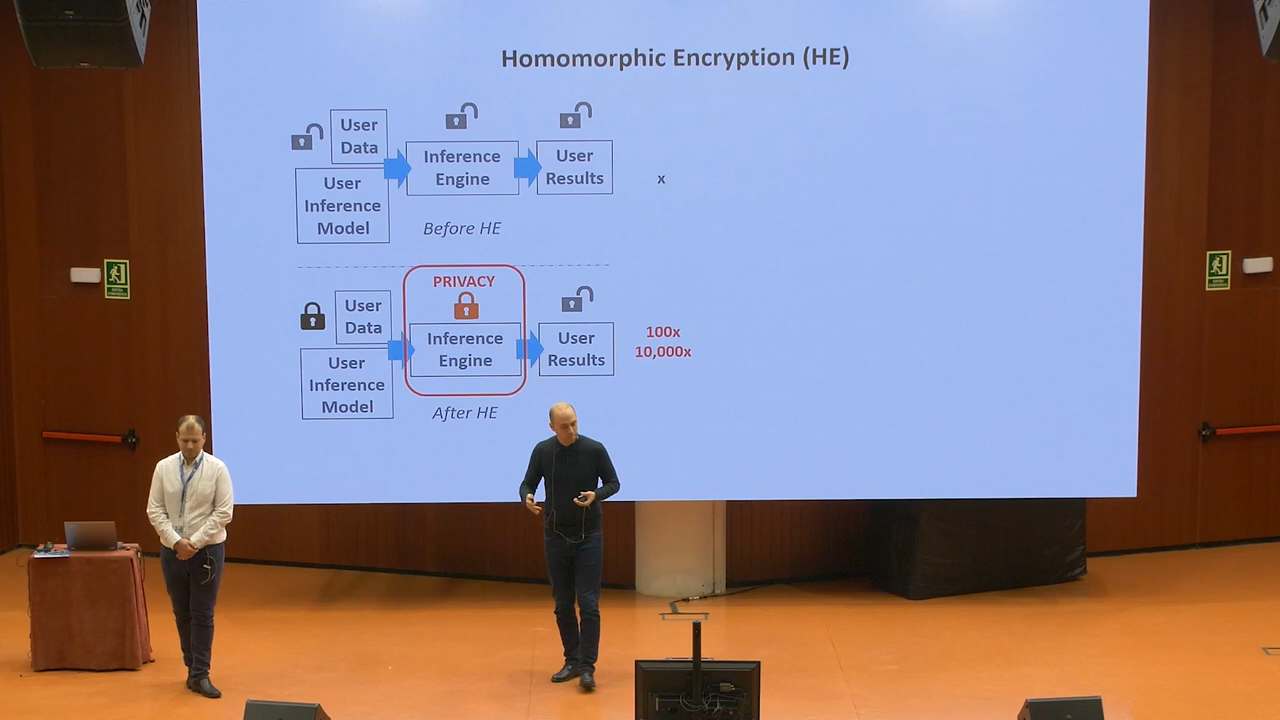 Homomorphic Encryption (HE)
User
Data
User
Inference
Model
Inference
Engine
User
Results
x
Before HE
PRIVACY
User
Data
User
Inference
Model
Inference
Engine
User
Results
100x
10,000x
After HE